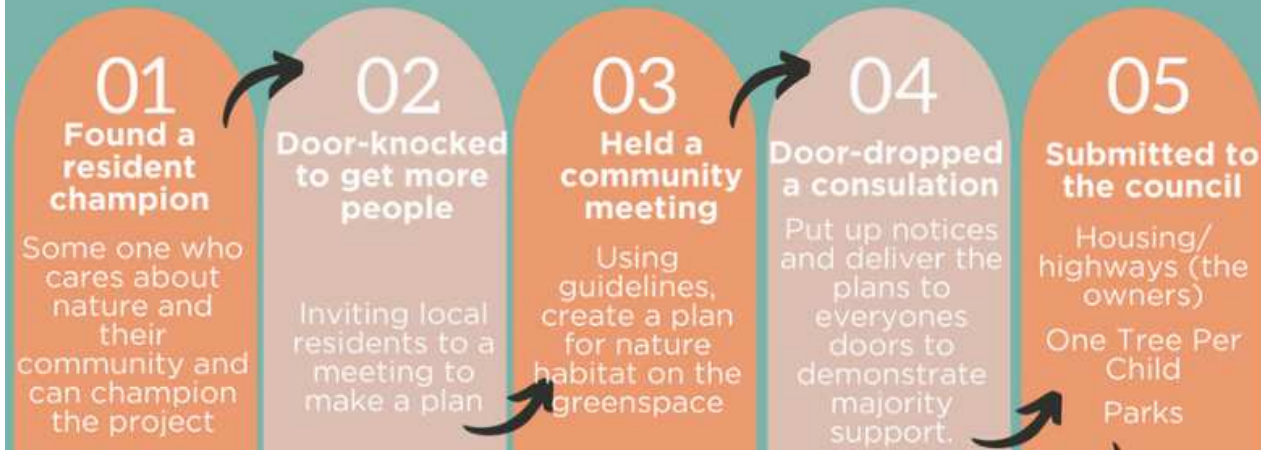 01
Found a
resident
champion
Some one who
cares about
nature and
their
community and
can champion
the project
02
Door-knocked
to get more
people
Inviting local
residents to a
meeting to
make a plan
03
Held a
community
meeting
Using
guidelines,
create a plan
for nature
habitat on the
greenspace
04
Door-dropped
a consulation
Put up notices
and deliver the
plans to
everyones
doors to
demonstrate
majority
support.
05
Submitted to
the council
Housing/
highways (the
owners)
One Tree Per
Child
Parks